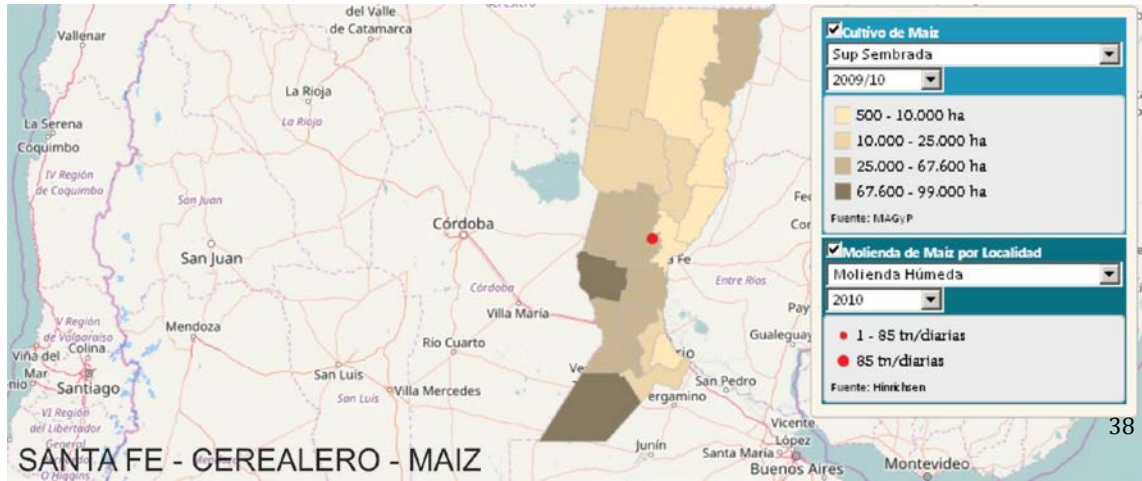 del Valle
de Catamarca
Vallenar
La Rioja
La Rioja
La Serena
Coquimbo
IV Región
de Coquimbo
San Juan
San Juan
Córdoba
Córdoba
Villa María
Río Cuarto
Mendoza
San Luis
San Luis
Villa Mercedes
V Región
de Valparaíso
Viña del
Mar
Colina
Santiago
VI Región
del Libertador
General
O'Higgins
a Fe
Entre Ríos
Gualeguay
San Pedro
ergamino
Junín
Vicente
López
Santa María
Buenos Aires
Montevideo
SANTA FE - CEREALERO - MAIZ
Cultivo de Maiz
Sup Sembrada
2009/10
500 - 10.000 ha
10.000 - 25.000 ha
25.000 - 67.600 ha
67.600 - 99.000 ha
Fuente: MAGyP
Molienda de Maiz por Localidad
Molienda Húmeda
2010
1 - 85 tn/diarias
85 tn/diarias
Fuente: Hinrichsen
38